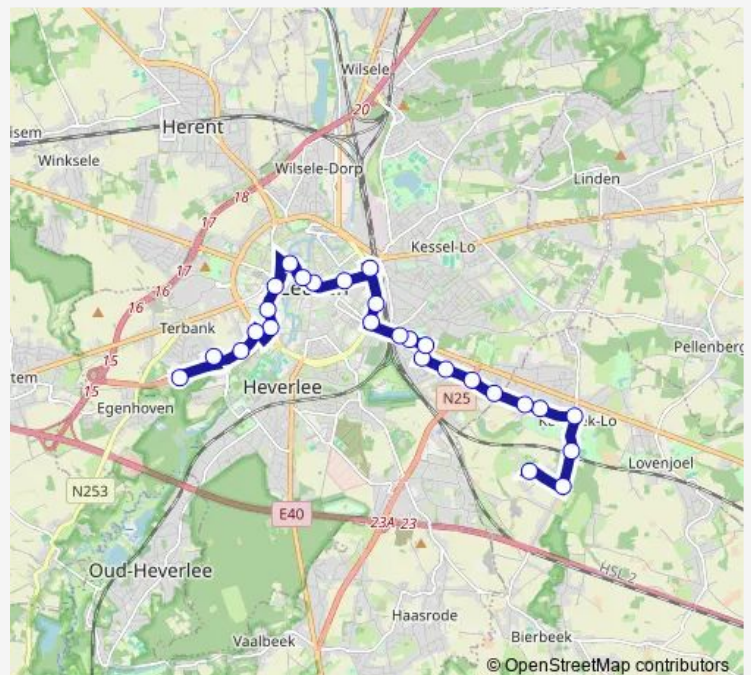 Wilsele
20
Herent
isem
Winksele
Wilsele-Dorp
Linden
18
17
Kessel-Lo
17
16
16
Terbank
Pellenberg
15
tem
15
Heverlee
Egenhoven
N25
Lovenjoel
N253
E40
23A 23
Oud-Heverlee
HSL 2
Haasrode
Vaalbeek
Bierbeek
© OpenStreetMap contributors